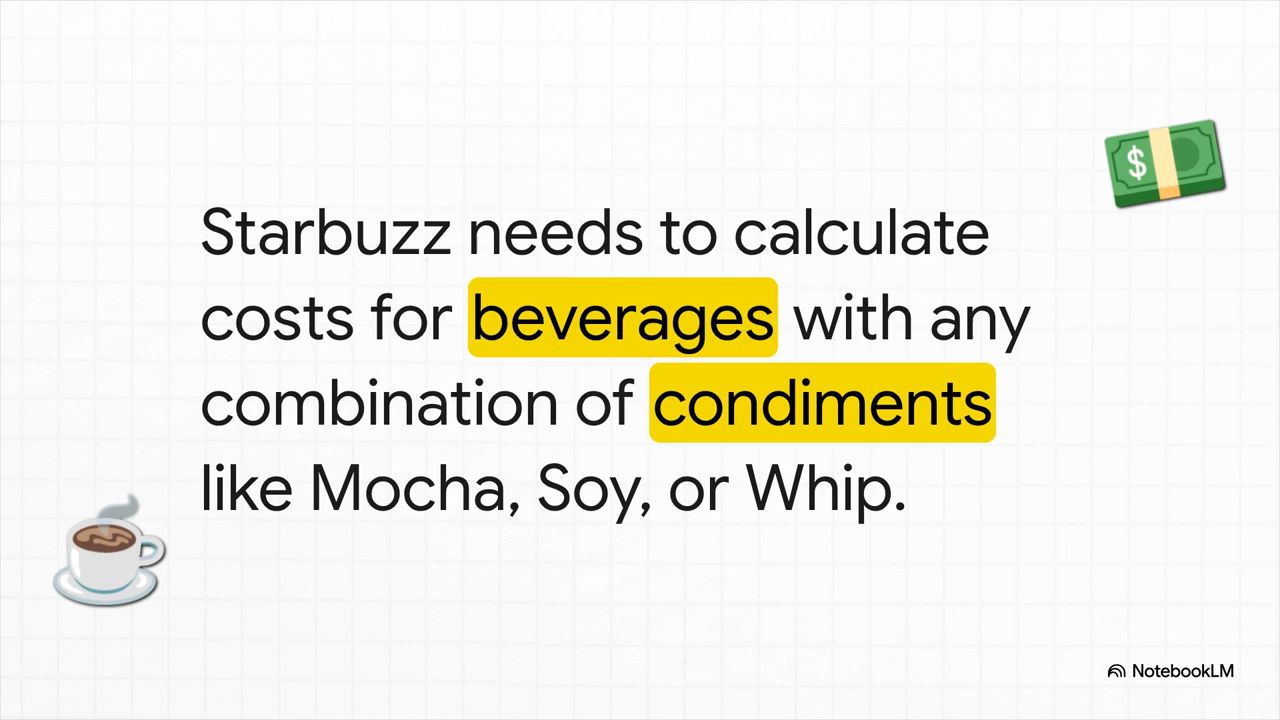 Starbuzz needs to calculate
costs for beverages with any
combination of condiments
like Mocha, Soy, or Whip.
$
NotebookLM